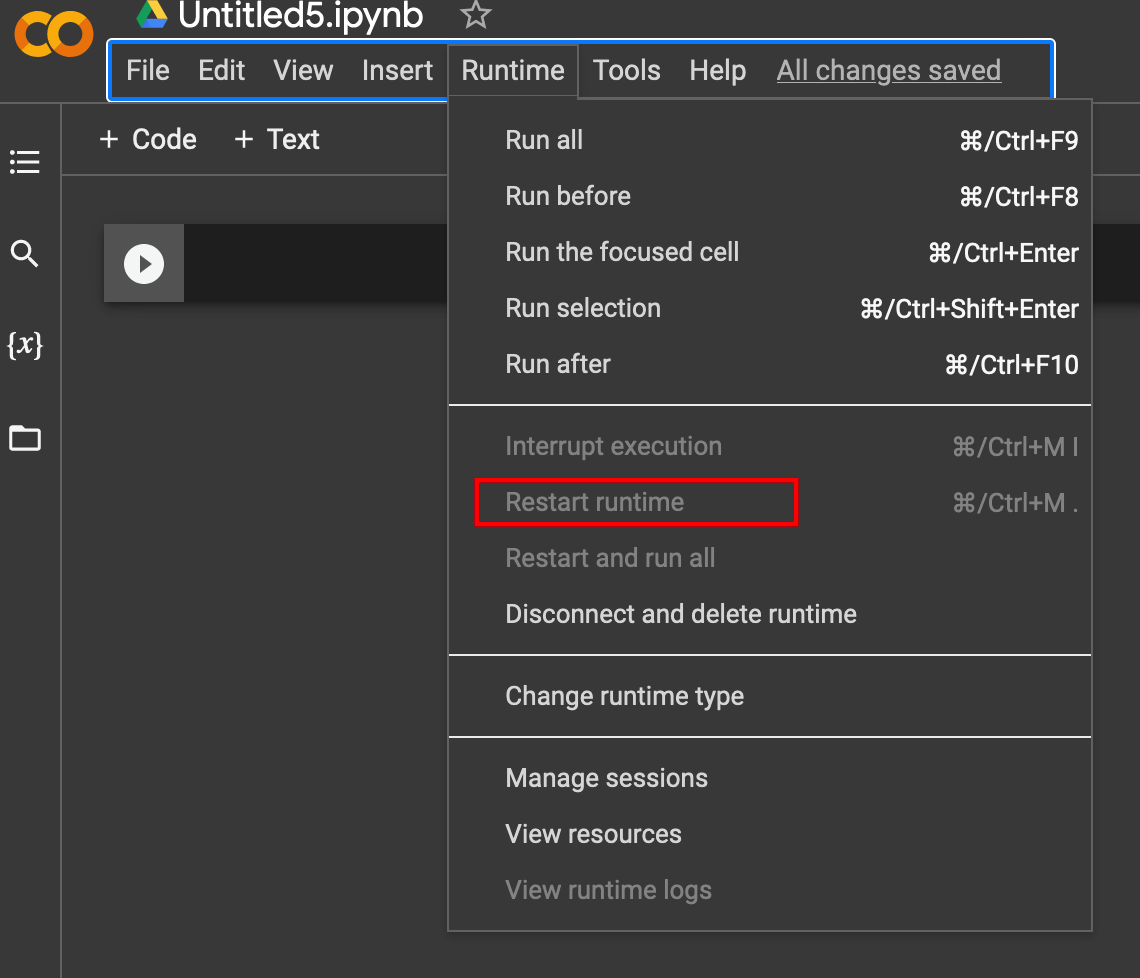 Untitled5.ipynb
File Edit View Insert Runtime Tools Help All changes saved
+ Code + Text
Run all ⌘/Ctrl+F9
Run before ⌘/Ctrl+F8
Run the focused cell ⌘/Ctrl+Enter
Run selection ⌘/Ctrl+Shift+Enter
Run after ⌘/Ctrl+F10
{x}
Interrupt execution ⌘/Ctrl+M I
Restart runtime ⌘/Ctrl+M .
Restart and run all
Disconnect and delete runtime
Change runtime type
Manage sessions
View resources
View runtime logs